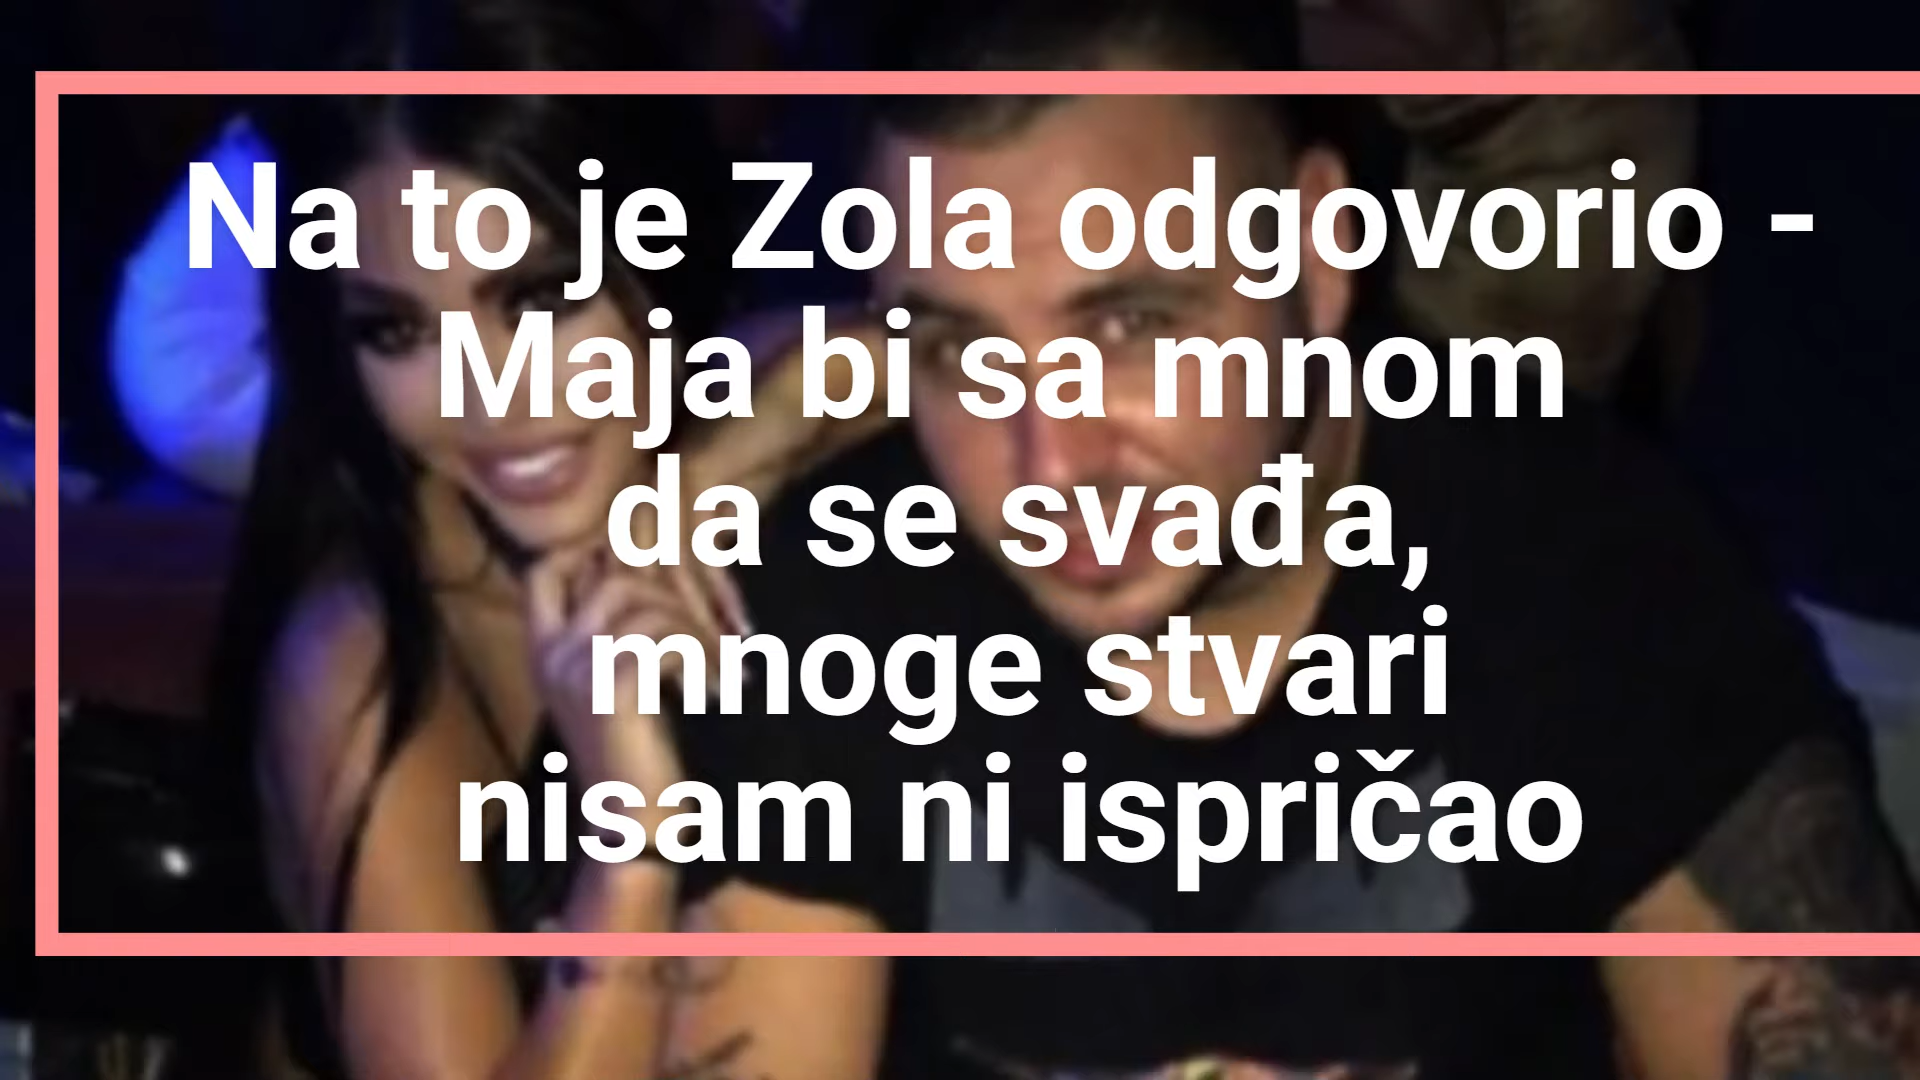 Na to je Zola odgovorio -
Maja bi sa mnom
da se svađa,
mnoge stvari
nisam ni ispričao